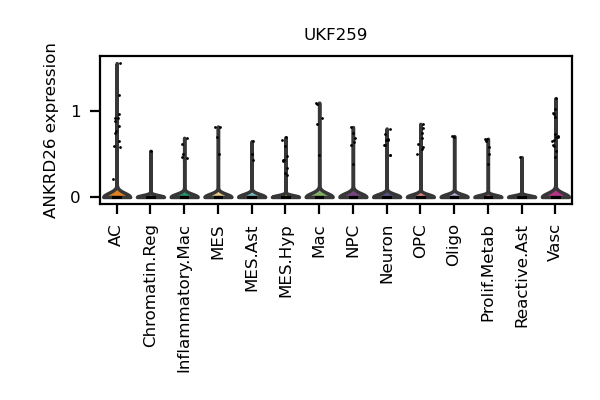 UKF259
ANKRD26 expression
1
0
AC
Chromatin.Reg
Inflammatory.Mac
MES
MES.Ast
MES.Hyp
Mac
NPC
Neuron
OPC
Oligo
Prolif.Metab
Reactive.Ast
Vasc